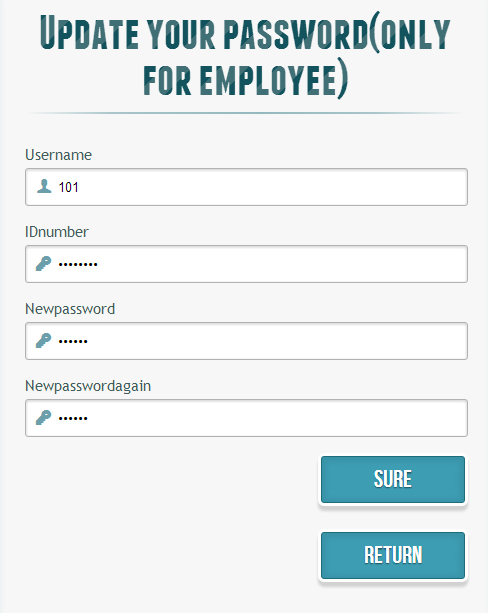 Update your password(only
for employee)
Username
101
IDnumber
••••••••
Newpassword
••••••
Newpasswordagain
••••••
SURE
RETURN